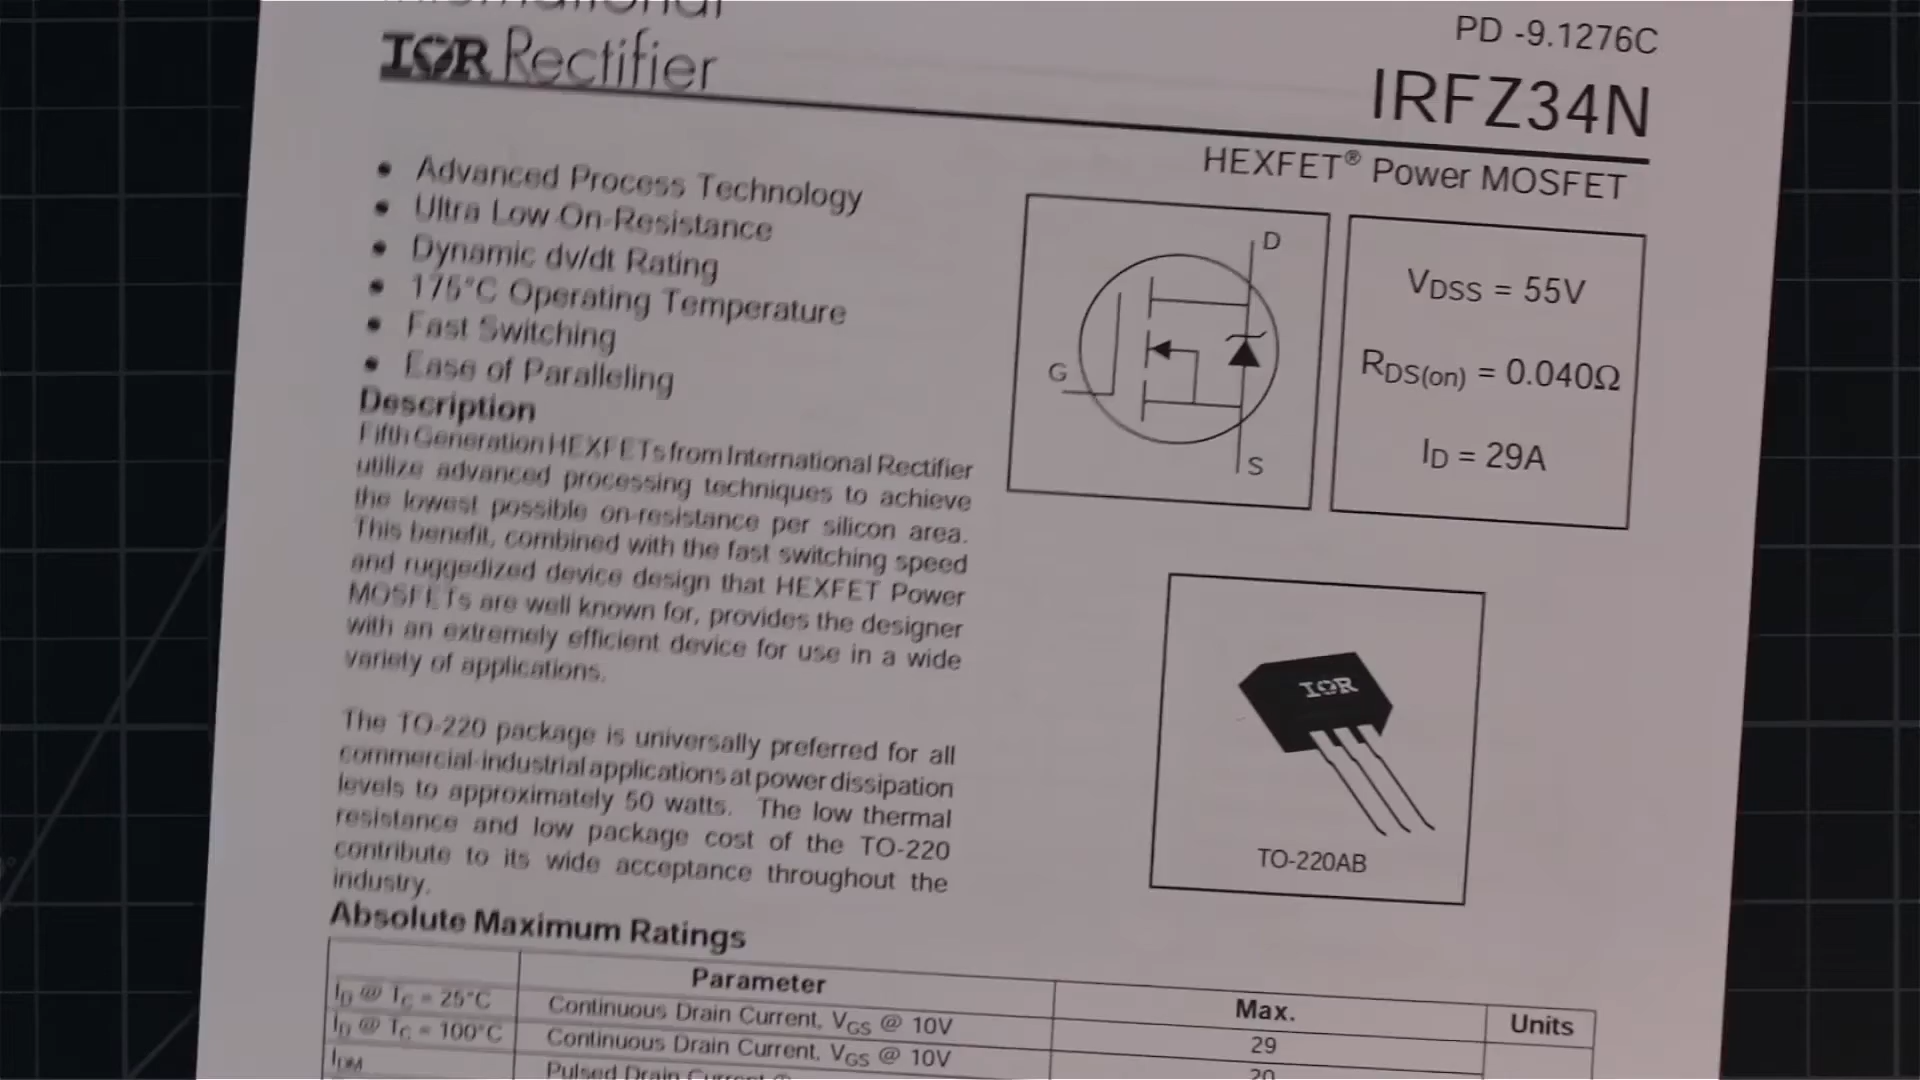 International
IOR Rectifier
PD -9.1276C
IRFZ34N
HEXFET® Power MOSFET
• Advanced Process Technology
• Ultra Low On-Resistance
• Dynamic dv/dt Rating
• 175°C Operating Temperature
• Fast Switching
• Ease of Paralleling
D
G
S
VDSS = 55V
RDS(on) = 0.040Ω
ID = 29A
Description
Fifth Generation HEXFETs from International Rectifier
utilize advanced processing techniques to achieve
the lowest possible on-resistance per silicon area.
This benefit, combined with the fast switching speed
and ruggedized device design that HEXFET Power
MOSFETs are well known for, provides the designer
with an extremely efficient device for use in a wide
variety of applications.
The TO-220 package is universally preferred for all
commercial-industrial applications at power dissipation
levels to approximately 50 watts. The low thermal
resistance and low package cost of the TO-220
contribute to its wide acceptance throughout the
industry.
IOR
TO-220AB
Absolute Maximum Ratings
Parameter Max. Units
ID @ TC = 25°C Continuous Drain Current, VGS @ 10V 29
ID @ TC = 100°C Continuous Drain Current, VGS @ 10V 20
IDM Pulsed Drain Current ①